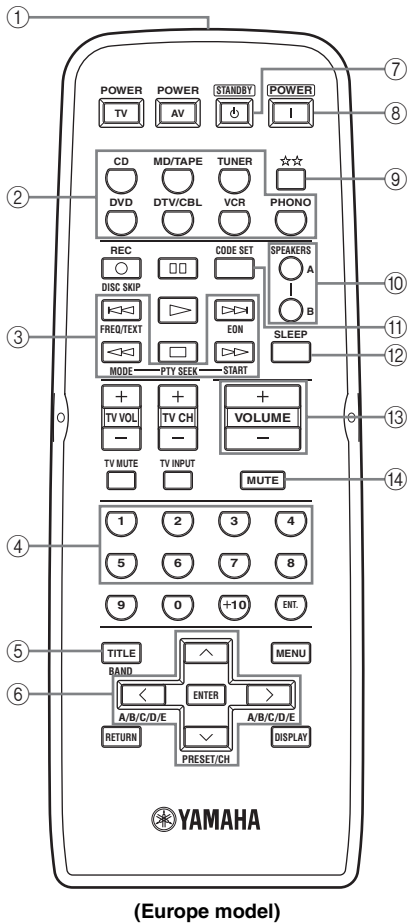 ①
POWER POWER STANDBY POWER
TV AV
⑦
⑧
CD MD/TAPE TUNER ☆☆
⑨
②
DVD DTV/CBL VCR PHONO
REC CODE SET SPEAKERS
A
⑩
DISC SKIP
B
⑪
③
FREQ/TEXT EON SLEEP
⑫
MODE PTY SEEK START
+ + +
TV VOL TV CH VOLUME
⑬
− − −
TV MUTE TV INPUT
MUTE
⑭
1 2 3 4
④
5 6 7 8
9 0 +10 ENT.
⑤
TITLE MENU
BAND
⑥
ENTER
A/B/C/D/E A/B/C/D/E
RETURN DISPLAY
PRESET/CH
YAMAHA
(Europe model)